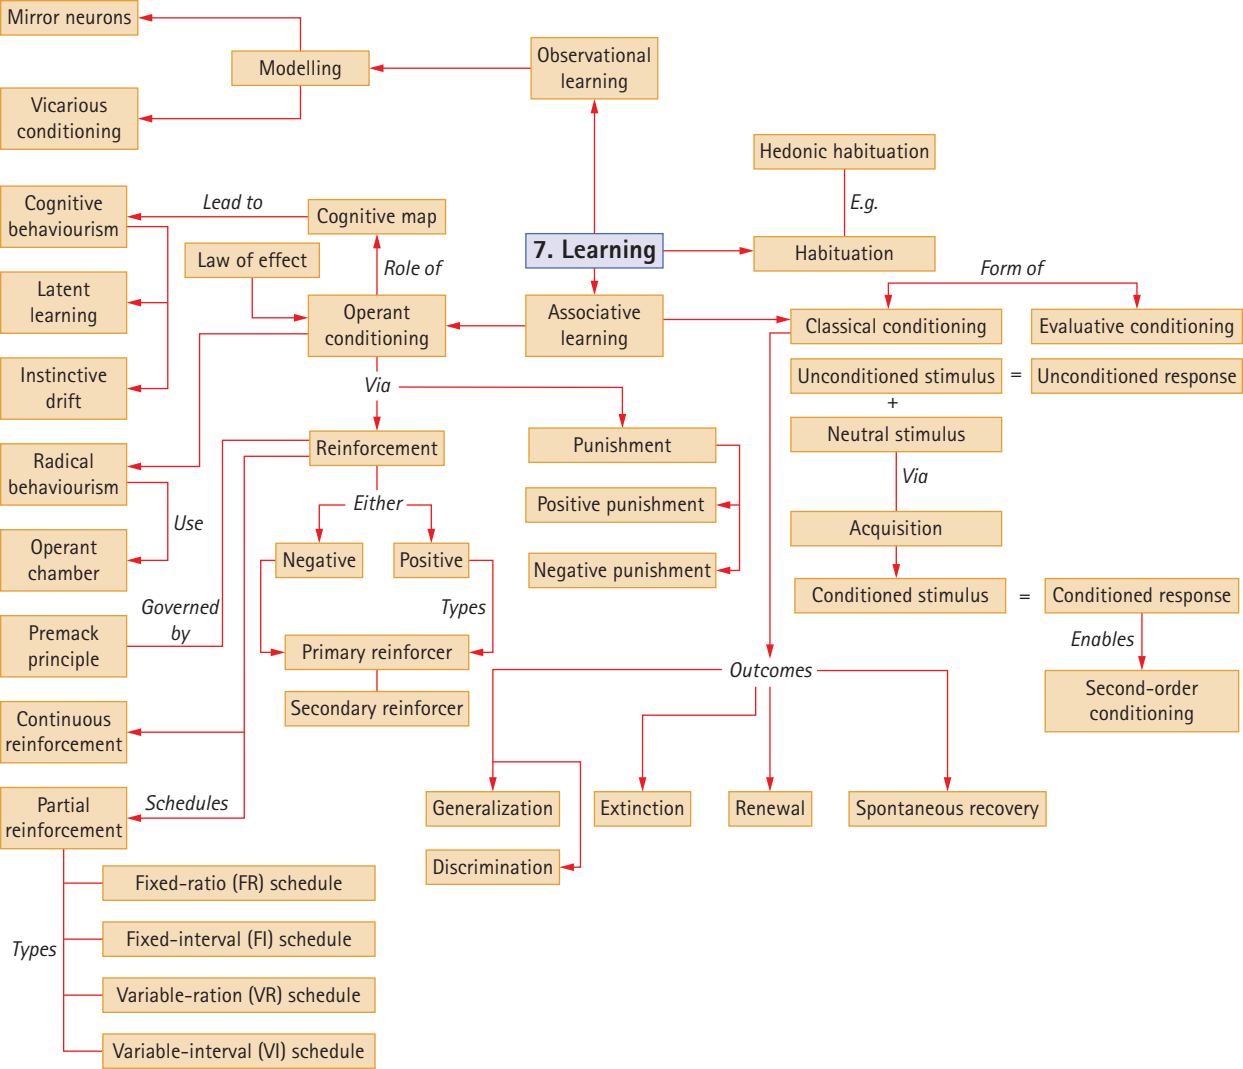 Mirror neurons
Modelling
Observational
learning
Vicarious
conditioning
Hedonic habituation
E.g.
Cognitive
behaviourism
Lead to
Cognitive map
7. Learning
Habituation
Law of effect
Role of
Form of
Latent
learning
Operant
conditioning
Associative
learning
Classical conditioning
Evaluative conditioning
Instinctive
drift
Via
Unconditioned stimulus
=
Unconditioned response
+
Radical
behaviourism
Reinforcement
Punishment
Neutral stimulus
Via
Use
Either
Positive punishment
Acquisition
Operant
chamber
Negative
Positive
Negative punishment
Conditioned stimulus
=
Conditioned response
Governed
by
Types
Enables
Premack
principle
Primary reinforcer
Outcomes
Secondary reinforcer
Second-order
conditioning
Continuous
reinforcement
Schedules
Partial
reinforcement
Generalization
Extinction
Renewal
Spontaneous recovery
Discrimination
Types
Fixed-ratio (FR) schedule
Fixed-interval (FI) schedule
Variable-ration (VR) schedule
Variable-interval (VI) schedule